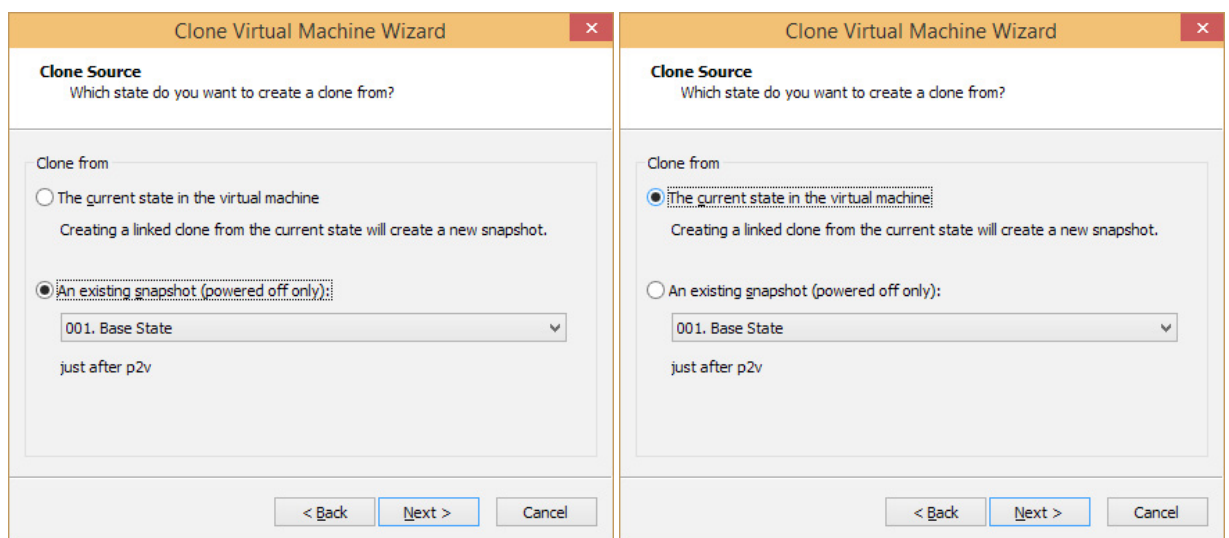 Clone Virtual Machine Wizard
Clone Source
Which state do you want to create a clone from?
Clone from
The current state in the virtual machine
Creating a linked clone from the current state will create a new snapshot.
An existing snapshot (powered off only):
001. Base State
just after p2v
< Back Next > Cancel
Clone Virtual Machine Wizard
Clone Source
Which state do you want to create a clone from?
Clone from
The current state in the virtual machine
Creating a linked clone from the current state will create a new snapshot.
An existing snapshot (powered off only):
001. Base State
just after p2v
< Back Next > Cancel